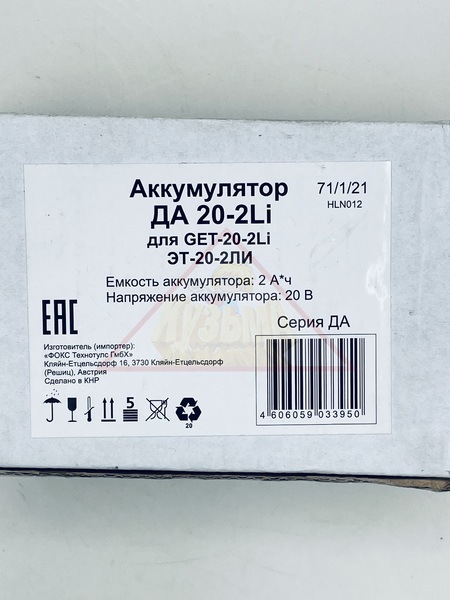 Аккумулятор
ДА 20-2Li
для GET-20-2Li
ЭТ-20-2ЛИ
71/1/21
HLN012
Емкость аккумулятора: 2 А*ч
Напряжение аккумулятора: 20 В
EAC
Серия ДА
Изготовитель (импортер):
«ФОКС Технотулс ГмбХ»
Кляйн-Етцельсдорф 16, 3730 Кляйн-Етцельсдорф
(Решиц), Австрия
Сделано в КНР
5
20
4 606059 033950
КУЗЬМИЧ